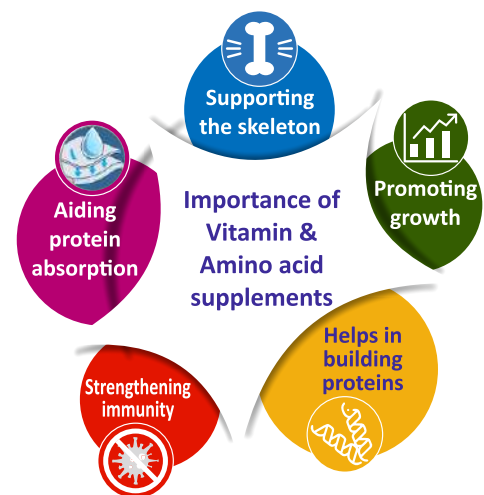 Supporting
the skeleton
Promoting
growth
Aiding
protein
absorption
Importance of
Vitamin &
Amino acid
supplements
Helps in
building
proteins
Strengthening
immunity